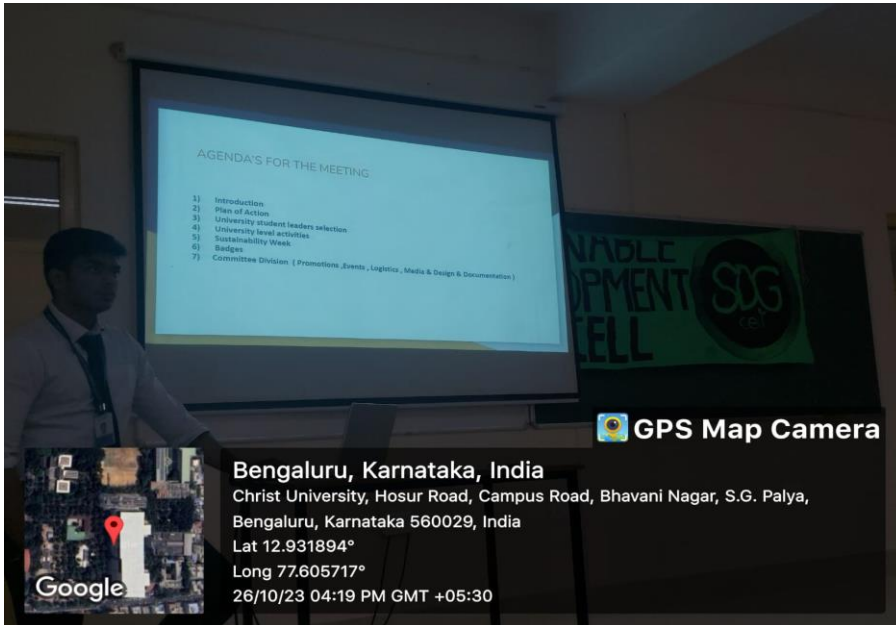 AGENDA'S FOR THE MEETING
1) Introduction
2) Plan of Action
3) University student leaders selection
4) University level activities
5) Sustainability Week
6) Badges
7) Committee Division ( Promotions ,Events , Logistics , Media & Design & Documentation )
NABLE
OPMENT
CELL
SDG
cell
GPS Map Camera
Bengaluru, Karnataka, India
Christ University, Hosur Road, Campus Road, Bhavani Nagar, S.G. Palya,
Bengaluru, Karnataka 560029, India
Lat 12.931894°
Long 77.605717°
26/10/23 04:19 PM GMT +05:30
Google